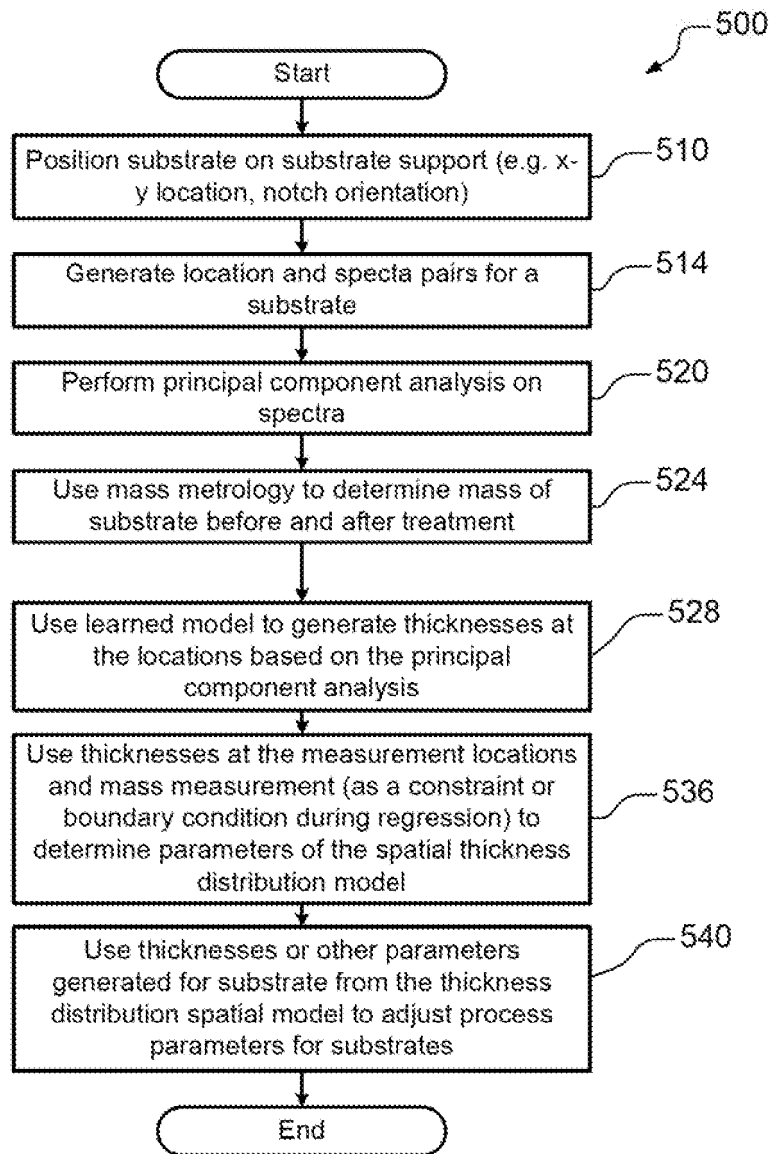 500
Start
Position substrate on substrate support (e.g. x-
y location, notch orientation)
510
Generate location and specta pairs for a
substrate
514
Perform principal component analysis on
spectra
520
Use mass metrology to determine mass of
substrate before and after treatment
524
Use learned model to generate thicknesses at
the locations based on the principal
component analysis
528
Use thicknesses at the measurement locations
and mass measurement (as a constraint or
boundary condition during regression) to
determine parameters of the spatial thickness
distribution model
536
Use thicknesses or other parameters
generated for substrate from the thickness
distribution spatial model to adjust process
parameters for substrates
540
End